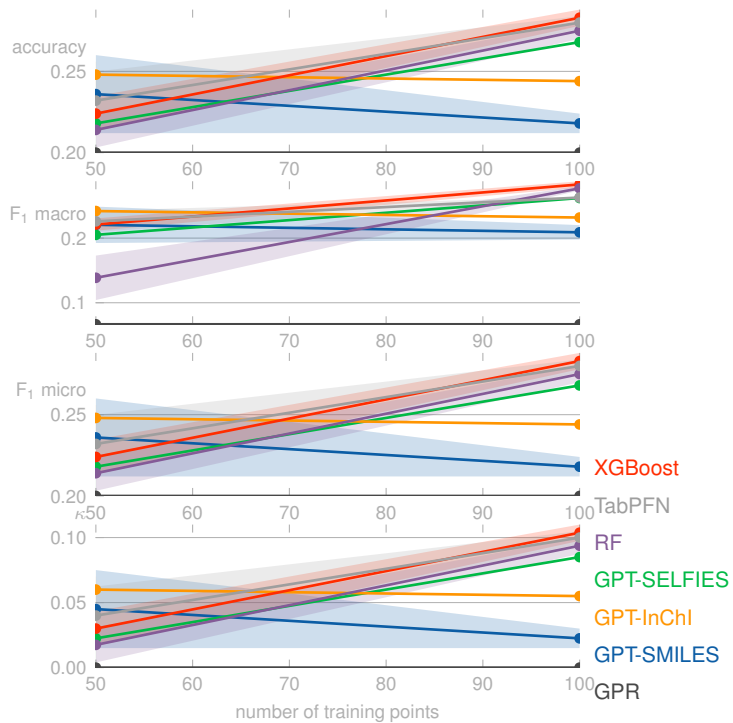 accuracy
0.25
0.20
50 60 70 80 90 100
F1 macro
0.2
0.1
50 60 70 80 90 100
F1 micro
0.25
0.20
50 60 70 80 90 100
κ
0.10
0.05
0.00
50 60 70 80 90 100
number of training points
XGBoost
TabPFN
RF
GPT-SELFIES
GPT-InChI
GPT-SMILES
GPR